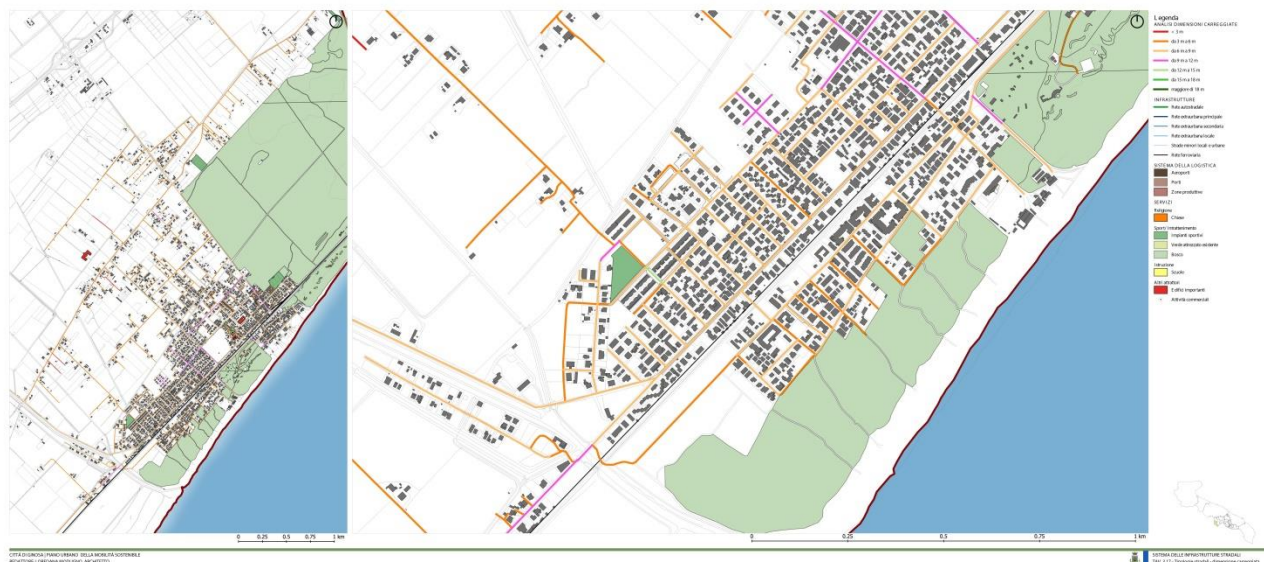 Legenda
ANALISI DIMENSIONI CARREGGIATE
< 3 m
da 3 m a 6 m
da 6 m a 9 m
da 9 m a 12 m
da 12 m a 15 m
da 15 m a 18 m
maggiore di 18 m
INFRASTRUTTURE
Rete autostradale
Rete extraurbana principale
Rete extraurbana secondaria
Rete extraurbana locale
Strade minori locali e urbane
Rete ferroviaria
SISTEMA DELLA LOGISTICA
Aeroporti
Porti
Zone produttive
SERVIZI
Religione
Chiese
Sport/ Intrattenimento
Impianti sportivi
Verde attrezzato esistente
Bosco
Istruzione
Scuole
Altri attrattori
Edifici importanti
Attività commerciali
0 0.25 0.5 0.75 1 km
0 0.25 0.5 0.75 1 km
CITTÀ DI GINOSA | PIANO URBANO DELLA MOBILITÀ SOSTENIBILE
SISTEMA DELLE INFRASTRUTTURE STRADALI